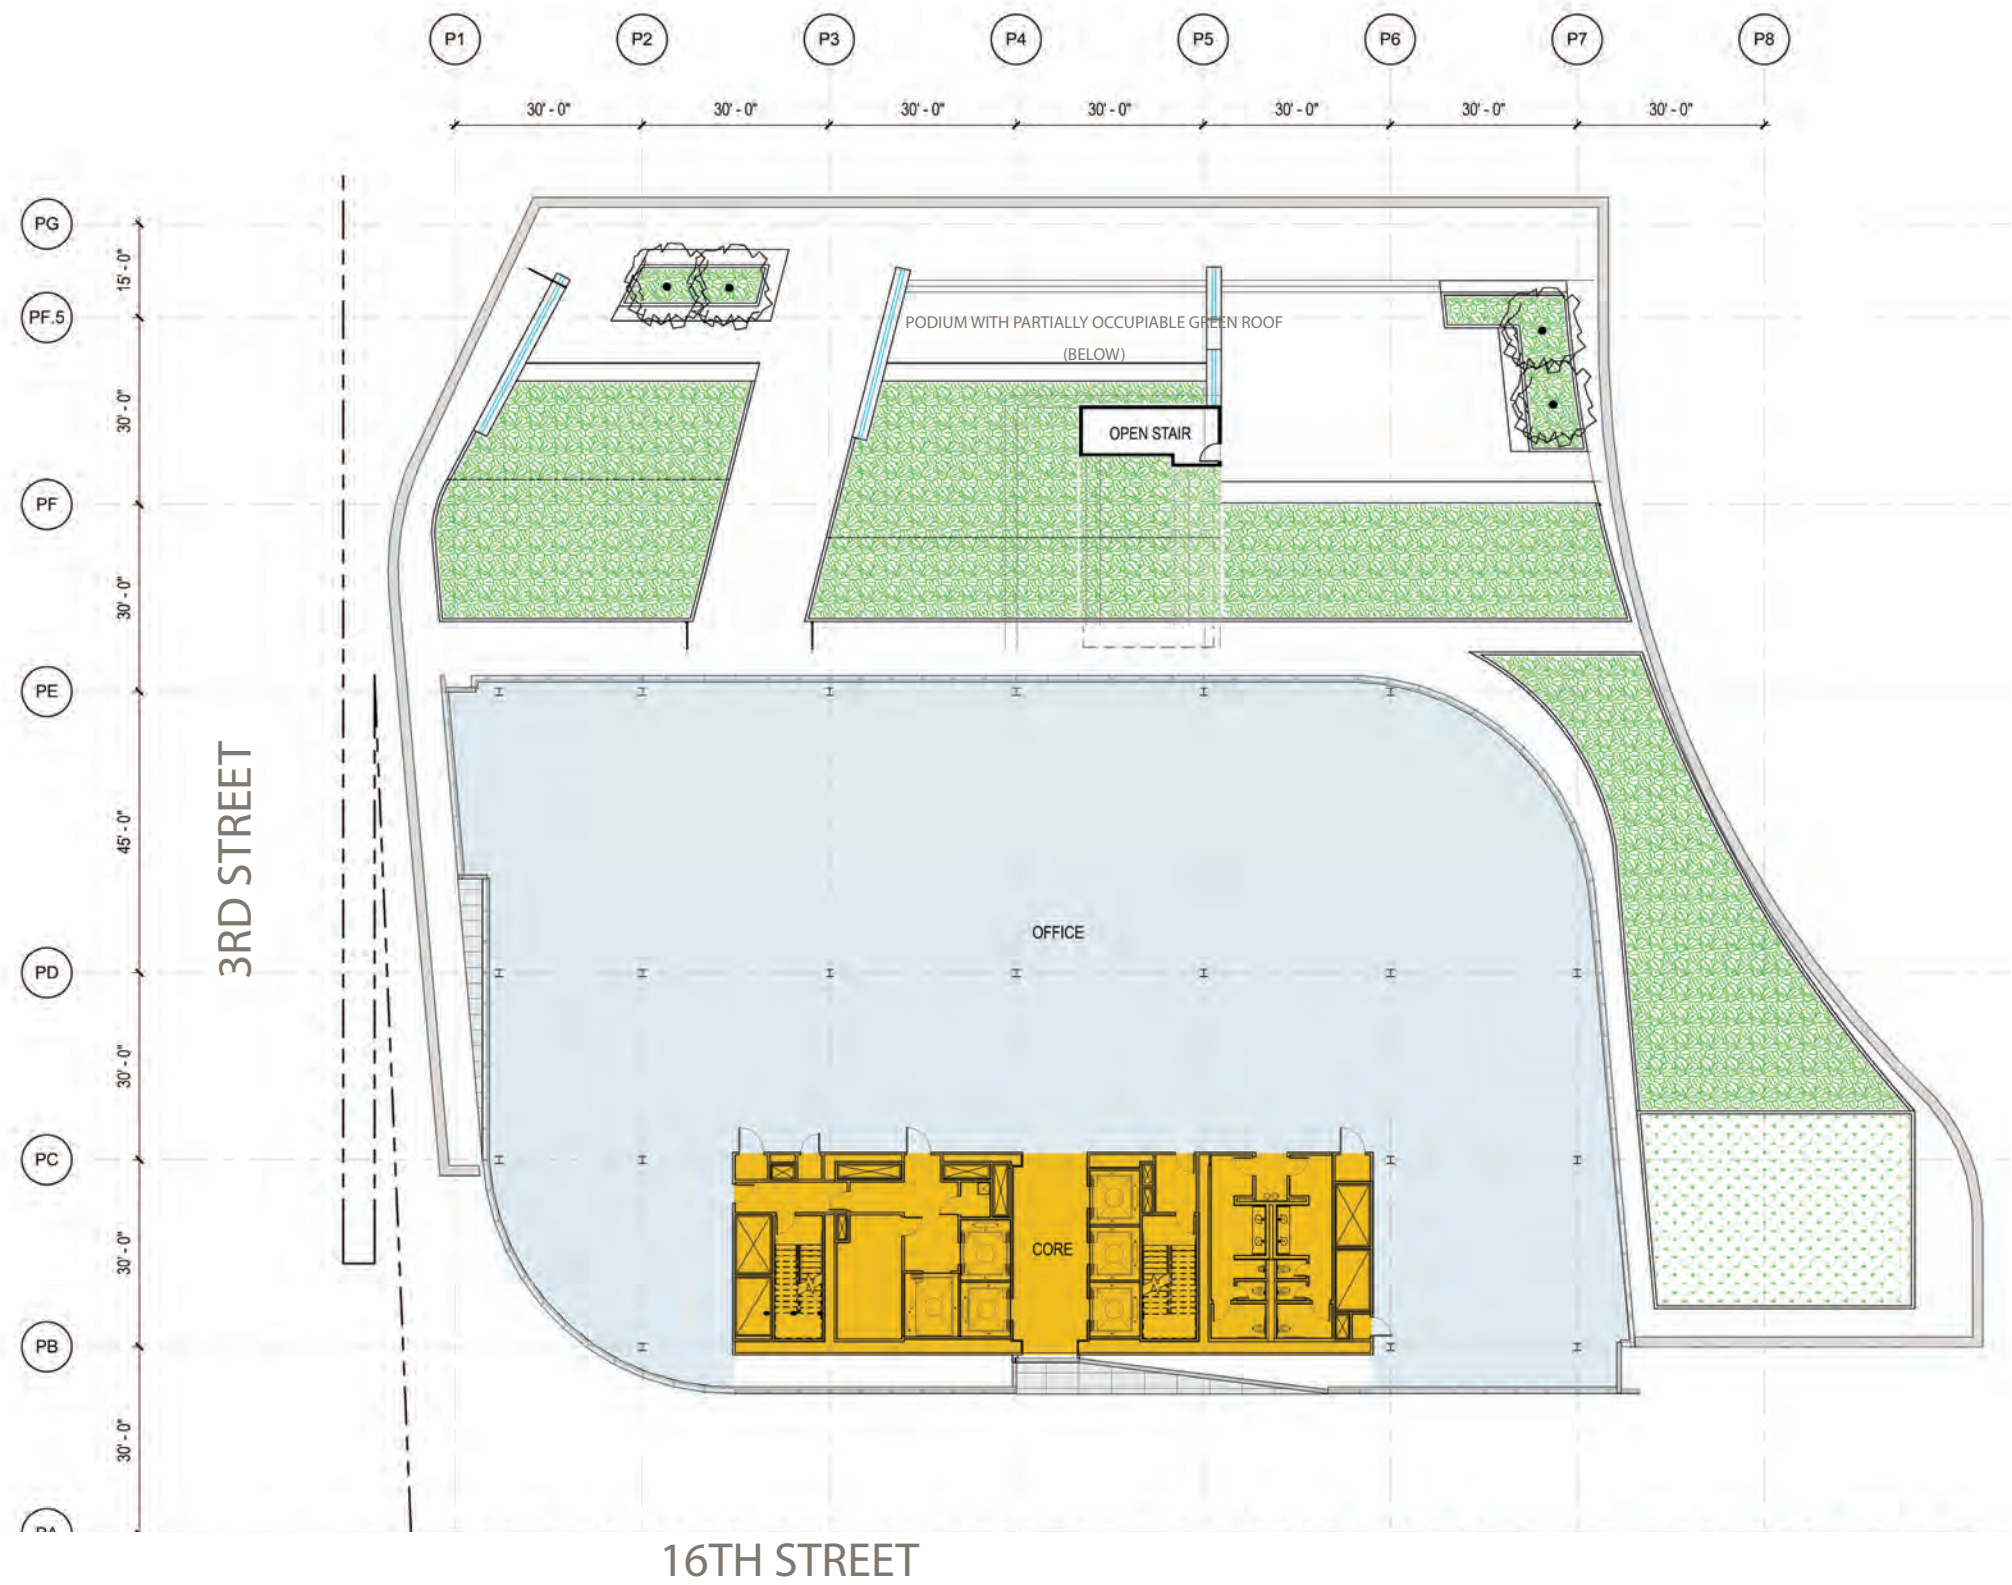 P1 P2 P3 P4 P5 P6 P7 P8
30' - 0" 30' - 0" 30' - 0" 30' - 0" 30' - 0" 30' - 0" 30' - 0"
PG
15' - 0"
PF.5
PODIUM WITH PARTIALLY OCCUPIABLE GREEN ROOF
(BELOW)
30' - 0"
OPEN STAIR
PF
30' - 0"
PE
45' - 0"
3RD STREET
OFFICE
PD
30' - 0"
PC
30' - 0"
CORE
PB
30' - 0"
PA
16TH STREET